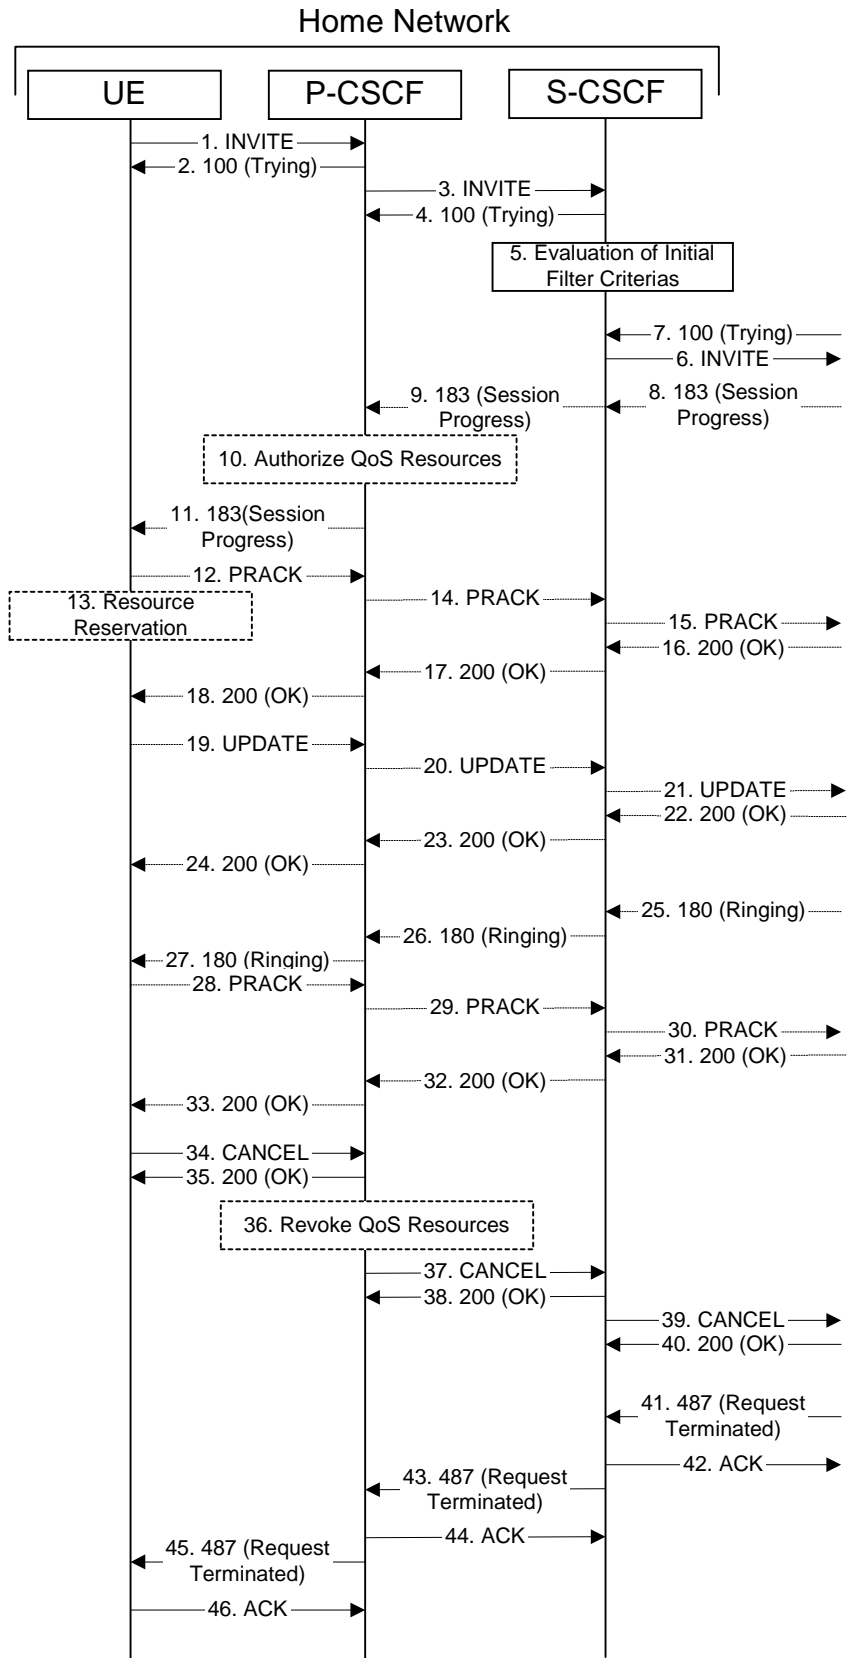 Home Network
UE
P-CSCF
S-CSCF
1. INVITE
2. 100 (Trying)
3. INVITE
4. 100 (Trying)
5. Evaluation of Initial
Filter Criterias
7. 100 (Trying)
6. INVITE
9. 183 (Session
Progress)
8. 183 (Session
Progress)
10. Authorize QoS Resources
11. 183(Session
Progress)
12. PRACK
13. Resource
Reservation
14. PRACK
15. PRACK
16. 200 (OK)
17. 200 (OK)
18. 200 (OK)
19. UPDATE
20. UPDATE
21. UPDATE
22. 200 (OK)
23. 200 (OK)
24. 200 (OK)
25. 180 (Ringing)
26. 180 (Ringing)
27. 180 (Ringing)
28. PRACK
29. PRACK
30. PRACK
31. 200 (OK)
32. 200 (OK)
33. 200 (OK)
34. CANCEL
35. 200 (OK)
36. Revoke QoS Resources
37. CANCEL
38. 200 (OK)
39. CANCEL
40. 200 (OK)
41. 487 (Request
Terminated)
42. ACK
43. 487 (Request
Terminated)
44. ACK
45. 487 (Request
Terminated)
46. ACK